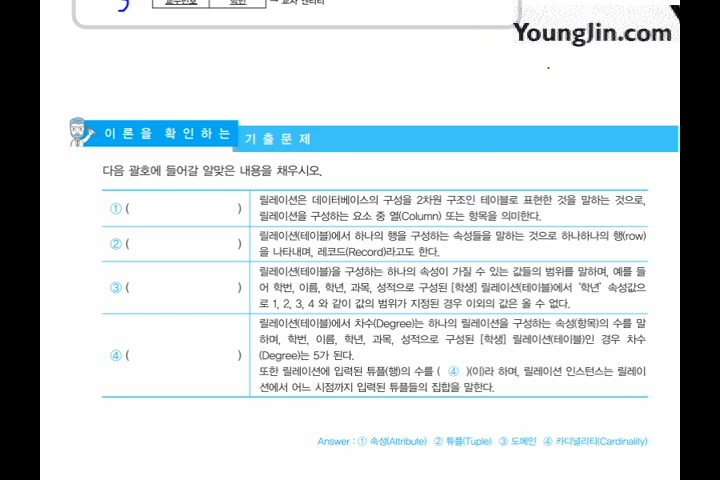 교수번호 학번 → 교차 엔티티
YoungJin.com
이론을 확인하는 기출문제
다음 괄호에 들어갈 알맞은 내용을 채우시오.
① ( )
릴레이션은 데이터베이스의 구성을 2차원 구조인 테이블로 표현한 것을 말하는 것으로,
릴레이션을 구성하는 요소 중 열(Column) 또는 항목을 의미한다.
② ( )
릴레이션(테이블)에서 하나의 행을 구성하는 속성들을 말하는 것으로 하나하나의 행(row)
을 나타내며, 레코드(Record)라고도 한다.
③ ( )
릴레이션(테이블)을 구성하는 하나의 속성이 가질 수 있는 값들의 범위를 말하며, 예를 들
어 학번, 이름, 학년, 과목, 성적으로 구성된 [학생] 릴레이션(테이블)에서 ‘학년’ 속성값으
로 1, 2, 3, 4 와 같이 값의 범위가 지정된 경우 이외의 값은 올 수 없다.
④ ( )
릴레이션(테이블)에서 차수(Degree)는 하나의 릴레이션을 구성하는 속성(항목)의 수를 말
하며, 학번, 이름, 학년, 과목, 성적으로 구성된 [학생] 릴레이션(테이블)인 경우 차수
(Degree)는 5가 된다.
또한 릴레이션에 입력된 튜플(행)의 수를 ( ④ )(이)라 하며, 릴레이션 인스턴스는 릴레이
션에서 어느 시점까지 입력된 튜플들의 집합을 말한다.
Answer : ① 속성(Attribute) ② 튜플(Tuple) ③ 도메인 ④ 카디널리티(Cardinality)